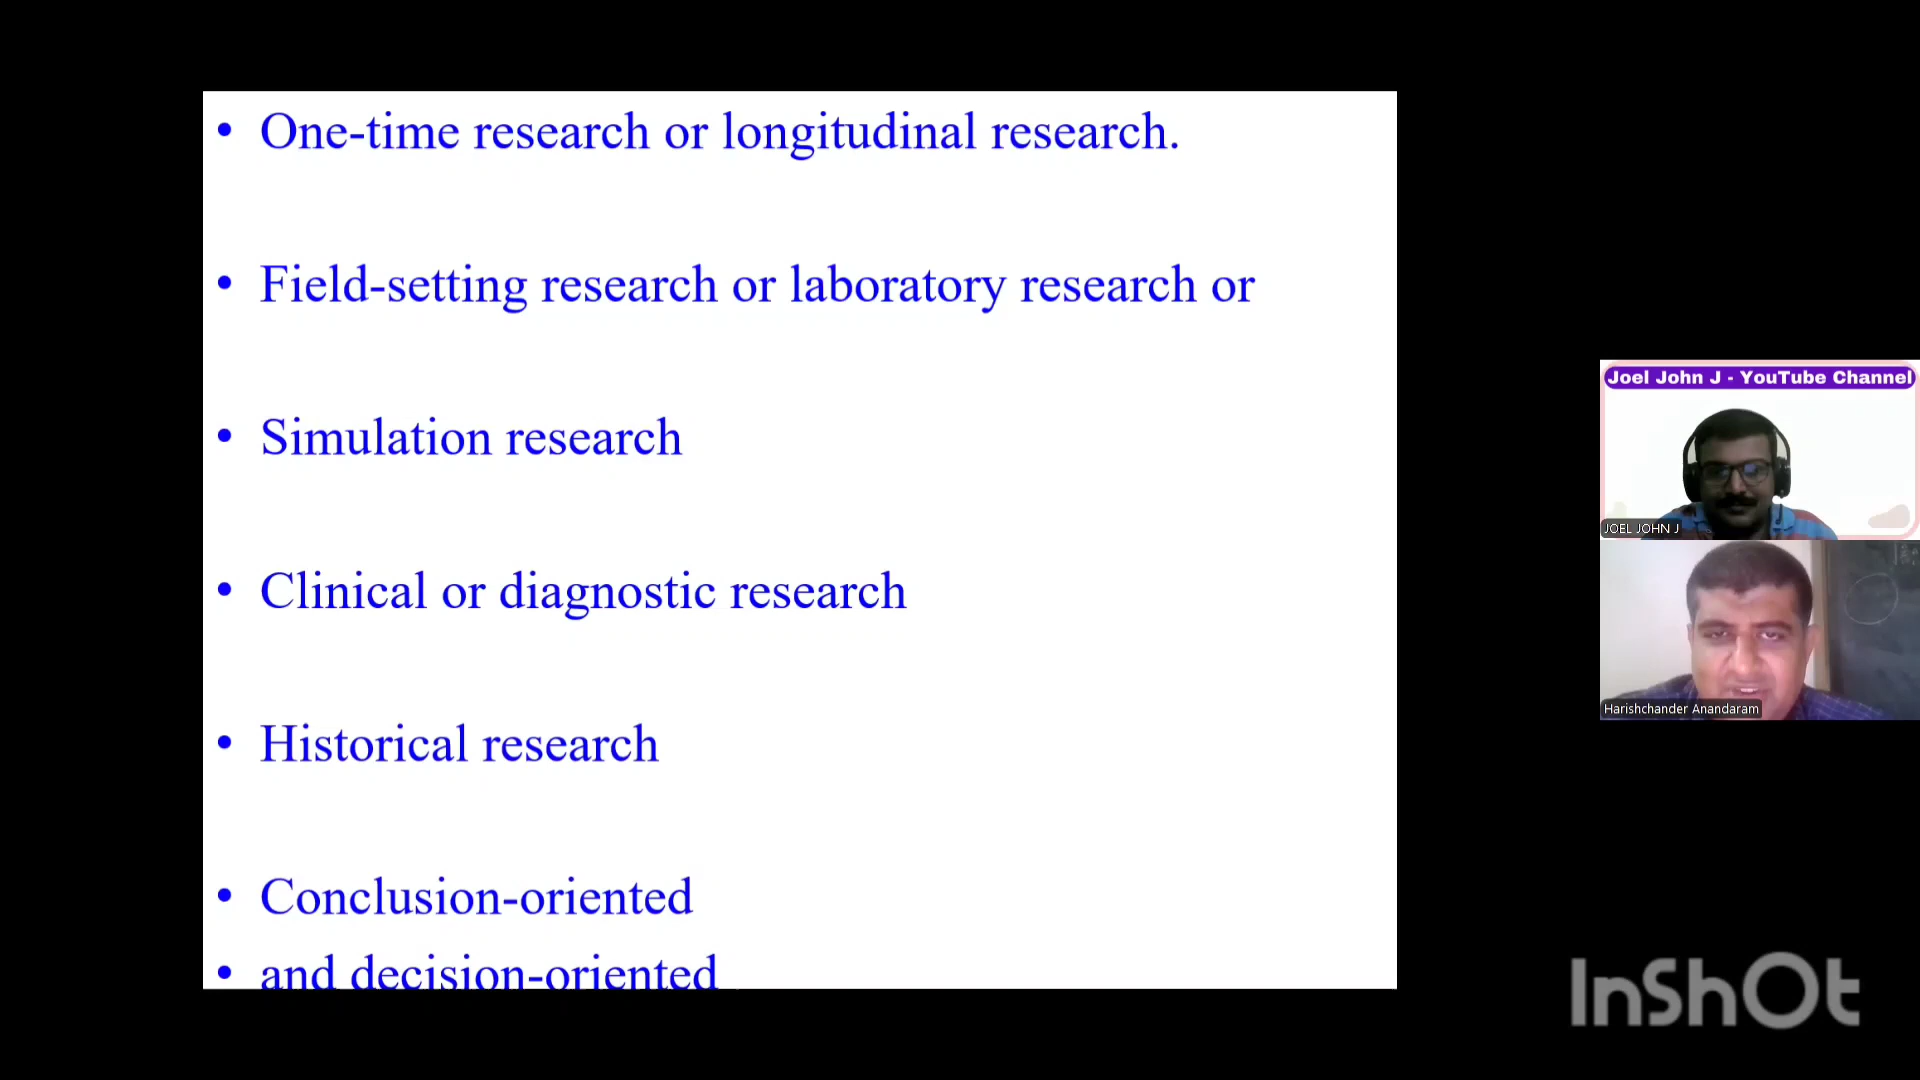 • One-time research or longitudinal research.
• Field-setting research or laboratory research or
• Simulation research
• Clinical or diagnostic research
• Historical research
• Conclusion-oriented
• and decision-oriented
Joel John J - YouTube Channel
JOEL JOHN J
Harishchander Anandaram
InShOt